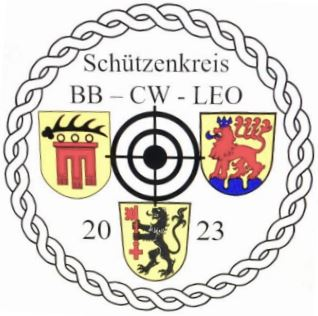 Schützenkreis
BB – CW - LEO
20 23